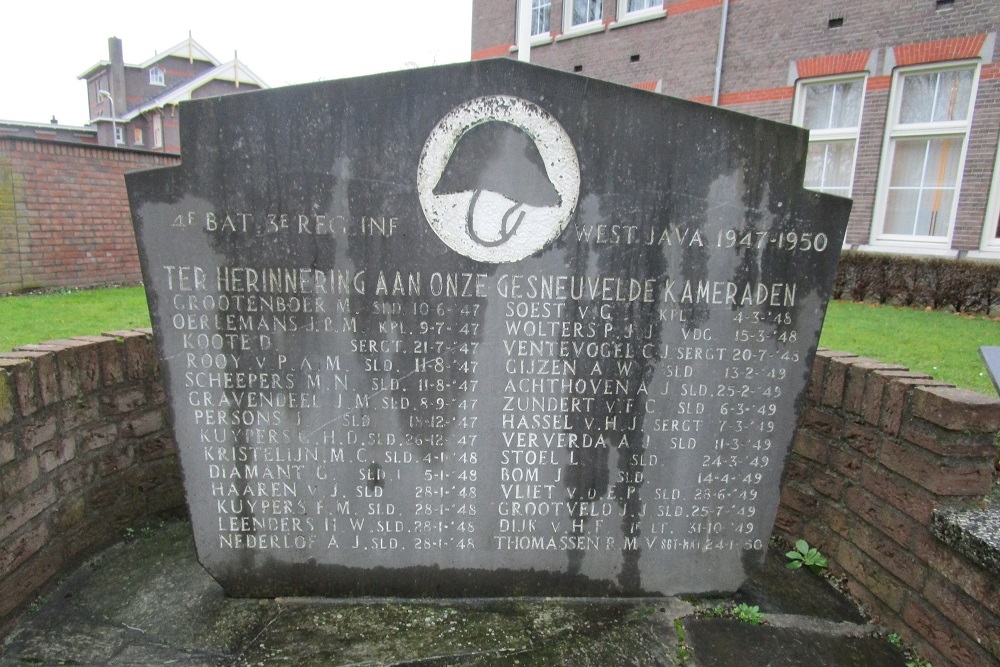 4E BAT. 3E REG. INF.
WEST JAVA 1947-1950
TER HERINNERING AAN ONZE GESNEUVELDE KAMERADEN
GROOTENBOER M. SLD. 10-6-'47
OERLEMANS J.P.M. KPL. 9-7-'47
KOOTE D. SERGT. 21-7-'47
ROOY v. P.A.M. SLD. 11-8-'47
SCHEEPERS M.N. SLD. 11-8-'47
GRAVENDEEL J.M. SLD. 8-9-'47
PERSONS J. SLD. 18-12-'47
KUYPERS G.H.D. SLD. 26-12-'47
KRISTELIJN M.C. SLD. 4-1-'48
DIAMANT G. SLD. 1 5-1-'48
HAAREN v. J. SLD. 28-1-'48
KUYPERS F.M. SLD. 28-1-'48
LEENDERS H.W. SLD. 28-1-'48
NEDERLOF A.J. SLD. 28-1-'48
SOEST v. G. KPL. 4-3-'48
WOLTERS P.J.J. VDG. 15-3-'48
VENTEVOGEL C.J. SERGT. 20-7-'48
GIJZEN A.W. SLD. 13-2-'49
ACHTHOVEN A.J. SLD. 25-2-'49
ZUNDERT v. F.C. SLD. 6-3-'49
HASSEL v. H.J. SERGT. 7-3-'49
VERVERDA A.J. SLD. 11-3-'49
STOEL L. SLD. 24-3-'49
BOM J. SLD. 14-4-'49
VLIET v.D. E.P. SLD. 28-6-'49
GROOTVELD J.J. SLD. 25-7-'49
DIJK v. H.F. 1E LT. 31-10-'49
THOMASSEN R.M.V. SGT-MAJ. 24-1-'50